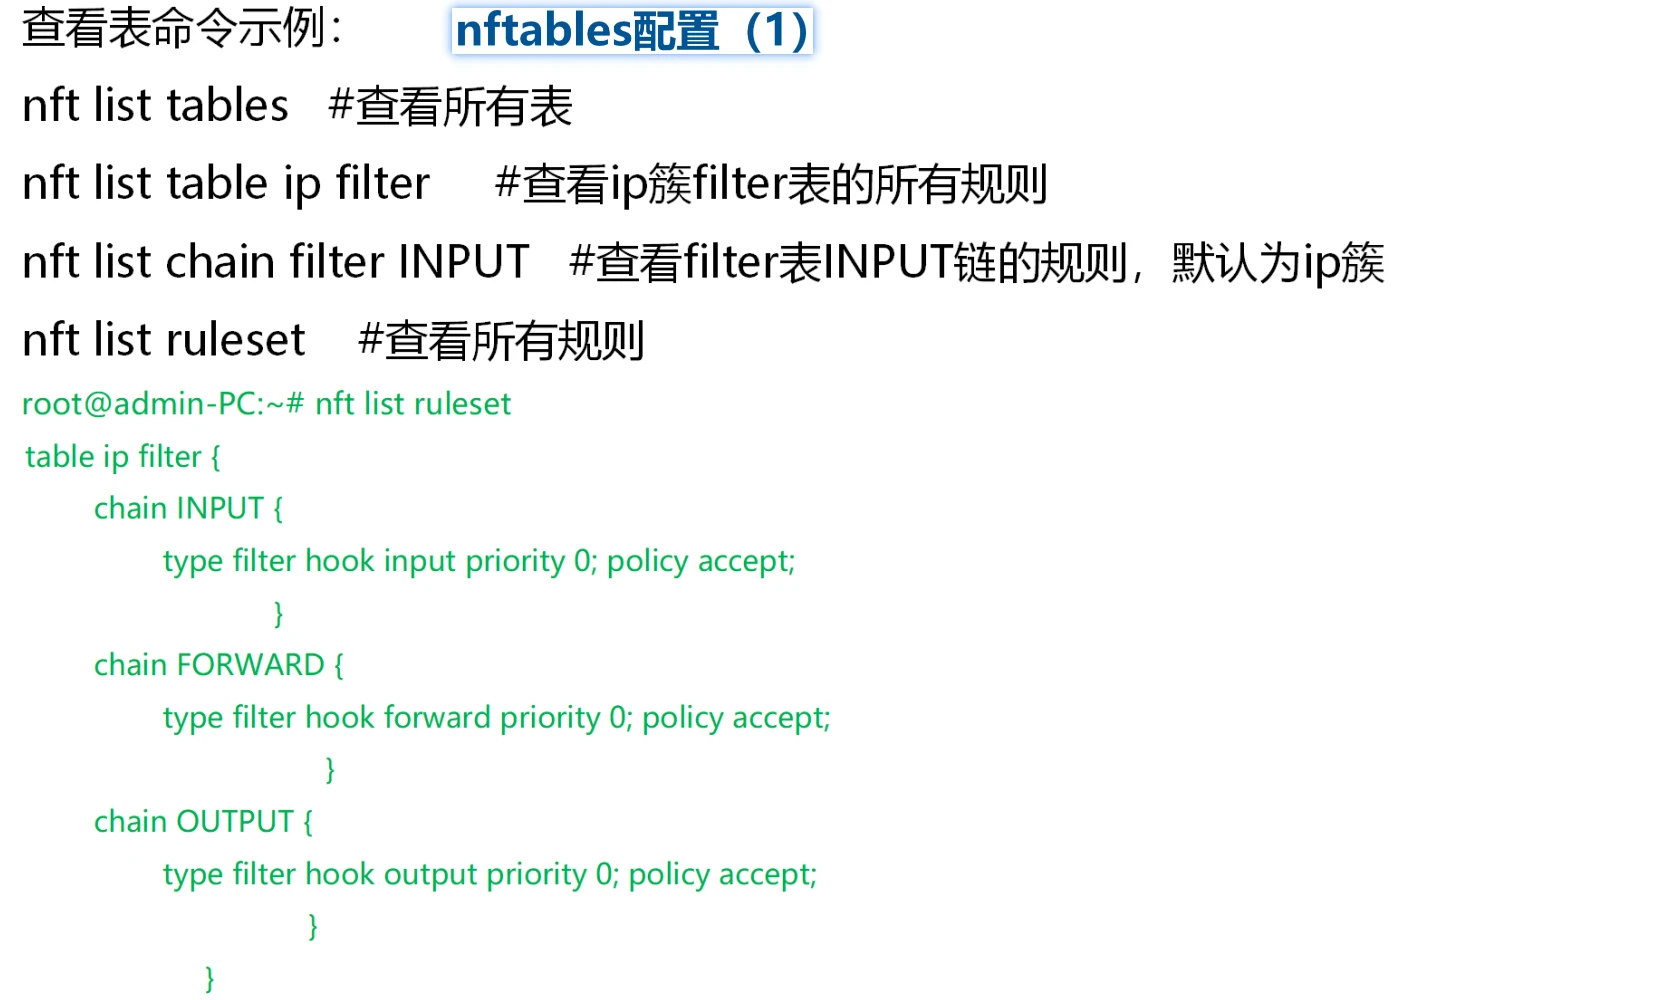 查看表命令示例： nftables配置（1）
nft list tables #查看所有表
nft list table ip filter #查看ip簇filter表的所有规则
nft list chain filter INPUT #查看filter表INPUT链的规则，默认为ip簇
nft list ruleset #查看所有规则
root@admin-PC:~# nft list ruleset
table ip filter {
chain INPUT {
type filter hook input priority 0; policy accept;
}
chain FORWARD {
type filter hook forward priority 0; policy accept;
}
chain OUTPUT {
type filter hook output priority 0; policy accept;
}
}